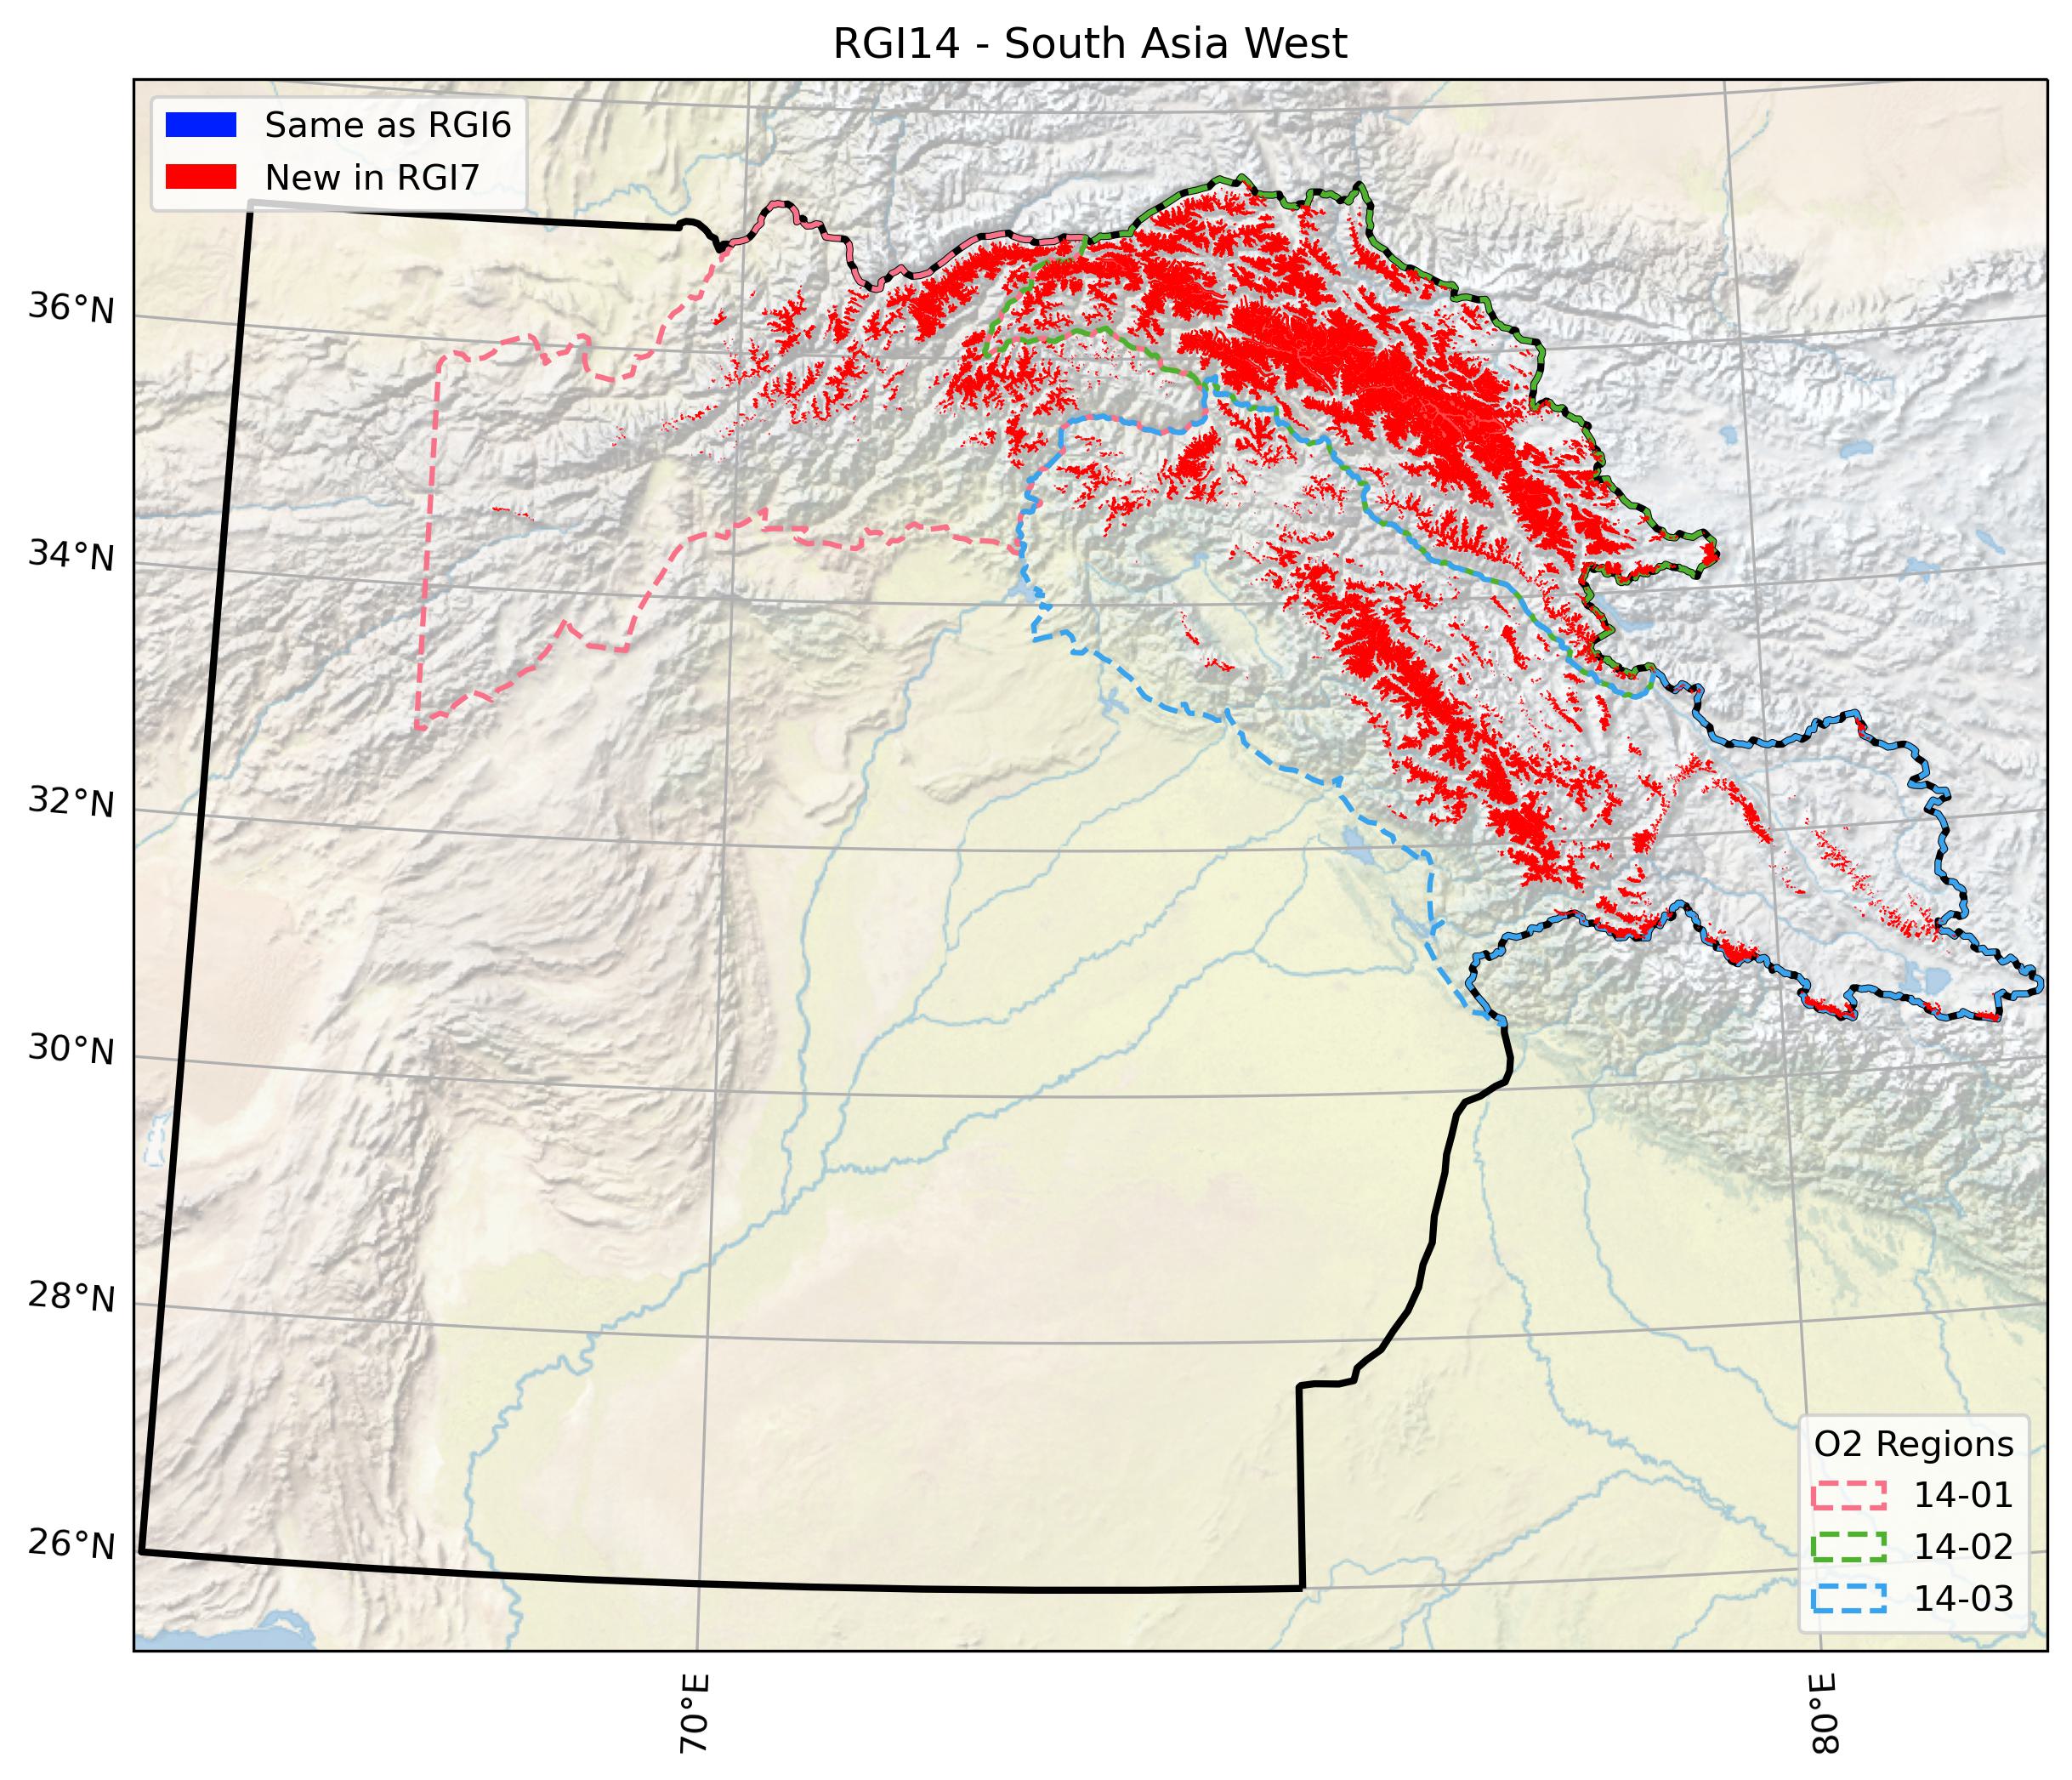 RGI14 - South Asia West
Same as RGI6
New in RGI7
36°N
34°N
32°N
30°N
28°N
26°N
O2 Regions
14-01
14-02
14-03
70°E
80°E